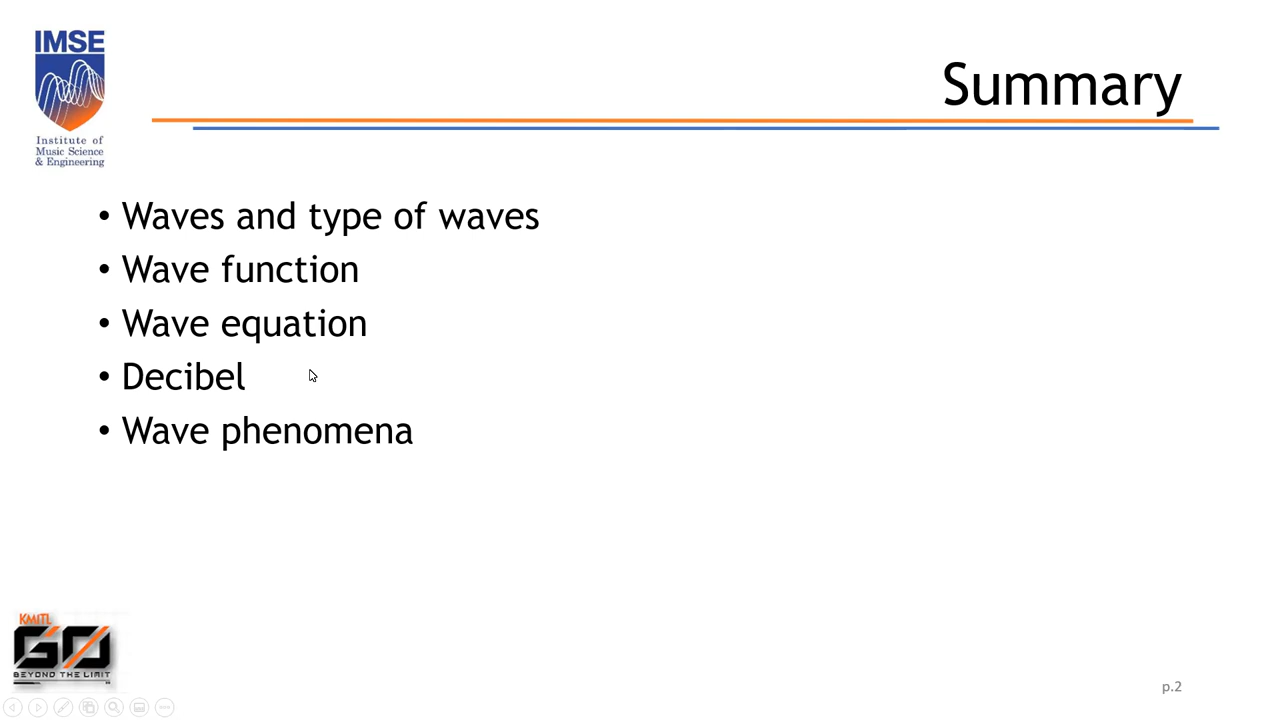 IMSE
Institute of
Music Science
& Engineering
Summary
• Waves and type of waves
• Wave function
• Wave equation
• Decibel
• Wave phenomena
KMITL
GO
BEYOND THE LIMIT
p.2